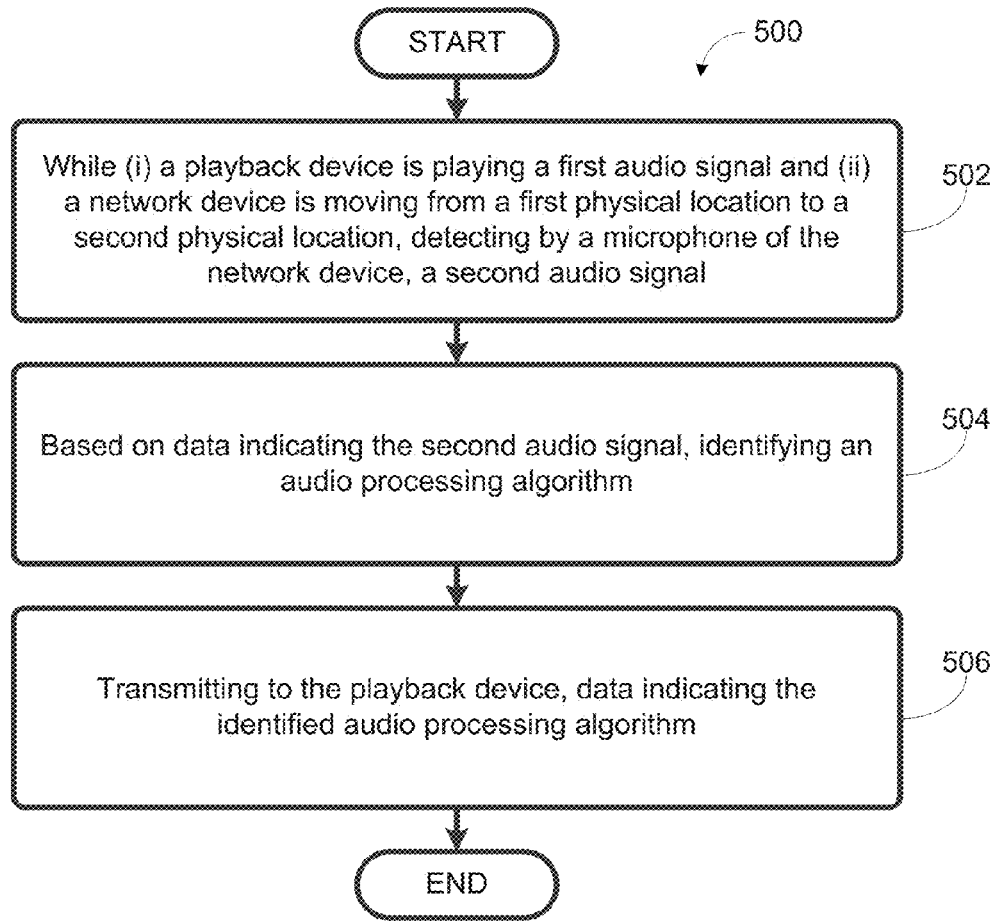 START
500
While (i) a playback device is playing a first audio signal and (ii)
a network device is moving from a first physical location to a
second physical location, detecting by a microphone of the
network device, a second audio signal
502
Based on data indicating the second audio signal, identifying an
audio processing algorithm
504
Transmitting to the playback device, data indicating the
identified audio processing algorithm
506
END